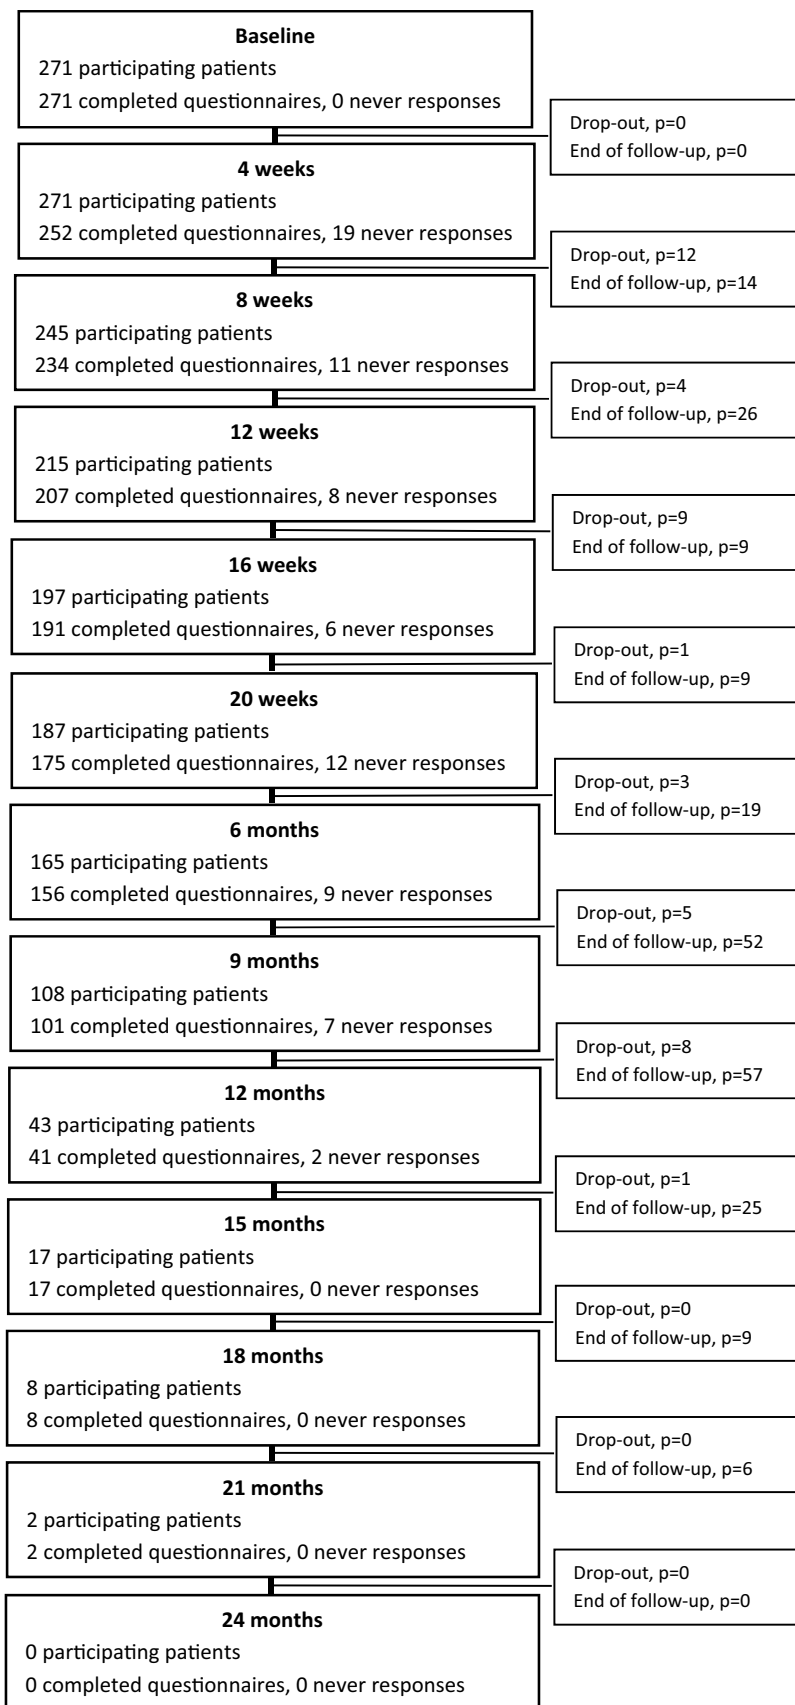 Baseline
271 participating patients
271 completed questionnaires, 0 never responses
Drop-out, p=0
End of follow-up, p=0
4 weeks
271 participating patients
252 completed questionnaires, 19 never responses
Drop-out, p=12
End of follow-up, p=14
8 weeks
245 participating patients
234 completed questionnaires, 11 never responses
Drop-out, p=4
End of follow-up, p=26
12 weeks
215 participating patients
207 completed questionnaires, 8 never responses
Drop-out, p=9
End of follow-up, p=9
16 weeks
197 participating patients
191 completed questionnaires, 6 never responses
Drop-out, p=1
End of follow-up, p=9
20 weeks
187 participating patients
175 completed questionnaires, 12 never responses
Drop-out, p=3
End of follow-up, p=19
6 months
165 participating patients
156 completed questionnaires, 9 never responses
Drop-out, p=5
End of follow-up, p=52
9 months
108 participating patients
101 completed questionnaires, 7 never responses
Drop-out, p=8
End of follow-up, p=57
12 months
43 participating patients
41 completed questionnaires, 2 never responses
Drop-out, p=1
End of follow-up, p=25
15 months
17 participating patients
17 completed questionnaires, 0 never responses
Drop-out, p=0
End of follow-up, p=9
18 months
8 participating patients
8 completed questionnaires, 0 never responses
Drop-out, p=0
End of follow-up, p=6
21 months
2 participating patients
2 completed questionnaires, 0 never responses
Drop-out, p=0
End of follow-up, p=0
24 months
0 participating patients
0 completed questionnaires, 0 never responses